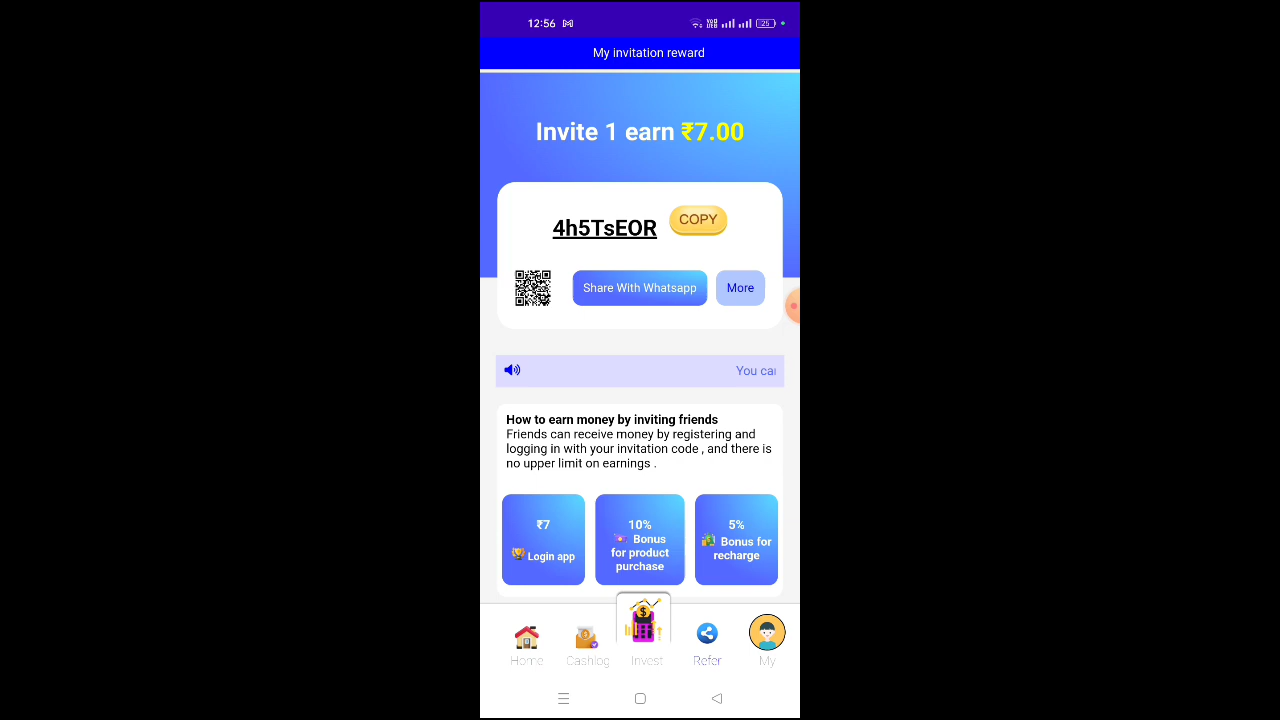 12:56
25
My invitation reward
Invite 1 earn ₹7.00
4h5TsEOR
COPY
Share With Whatsapp
More
You ca
How to earn money by inviting friends
Friends can receive money by registering and
logging in with your invitation code , and there is
no upper limit on earnings .
₹7
Login app
10%
Bonus
for product
purchase
5%
Bonus for
recharge
Home
Cashlog
Invest
Refer
My